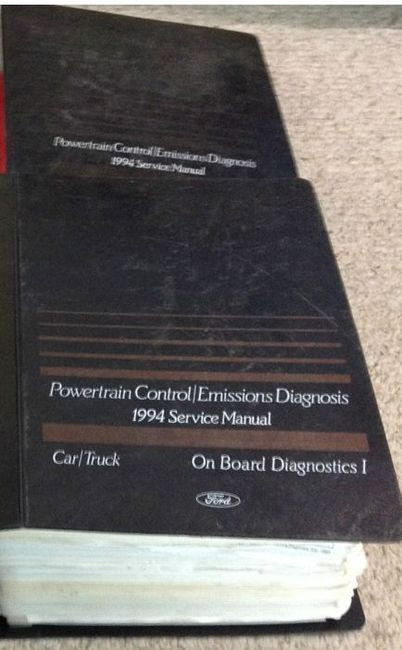 Powertrain Control/Emissions Diagnosis
1994 Service Manual
Powertrain Control/Emissions Diagnosis
1994 Service Manual
Car/Truck On Board Diagnostics I
Ford